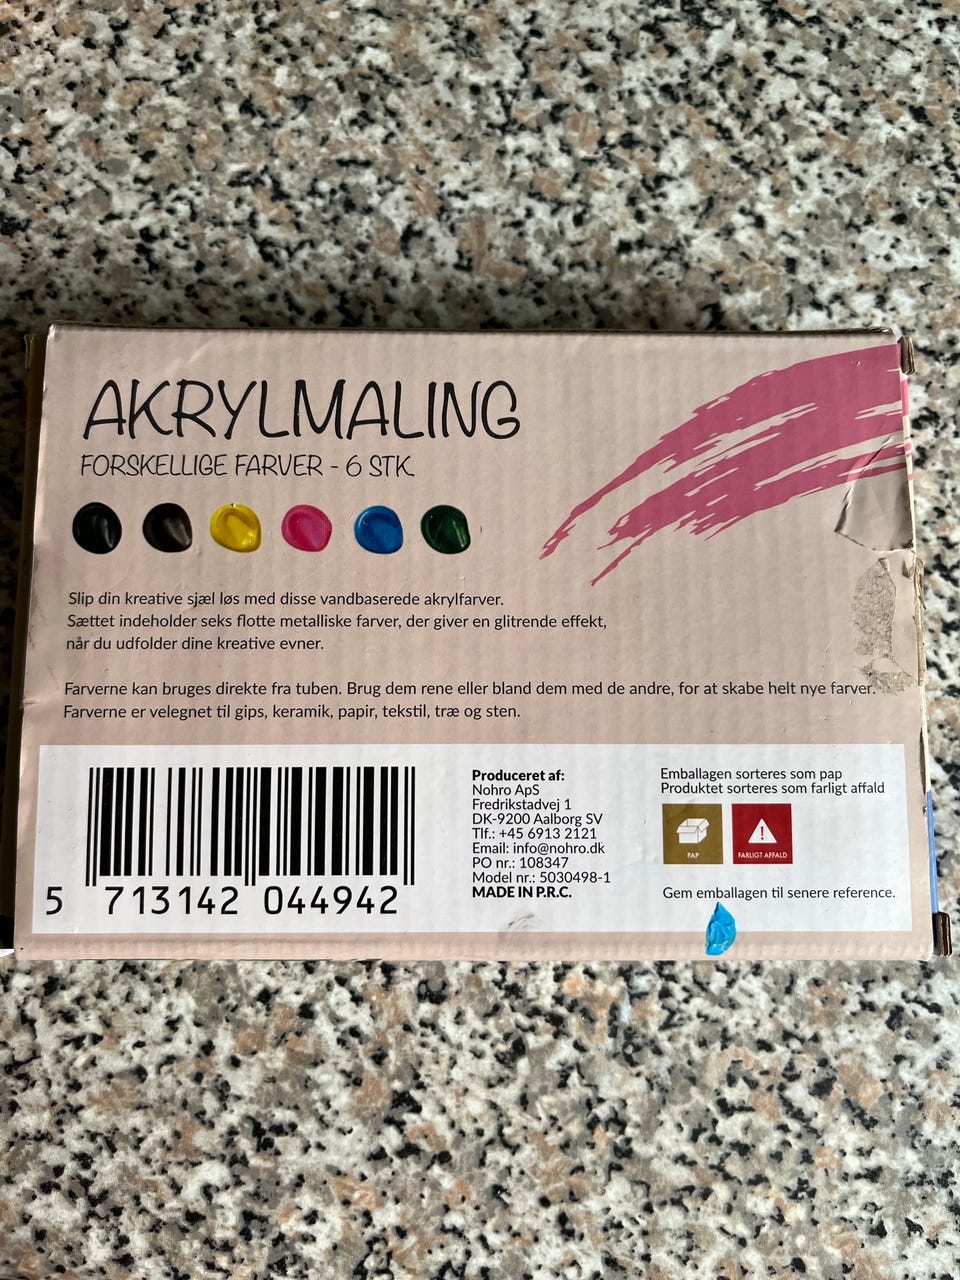 AKRYLMALING
FORSKELLIGE FARVER - 6 STK.
Slip din kreative sjæl løs med disse vandbaserede akrylfarver.
Sættet indeholder seks flotte metalliske farver, der giver en glitrende effekt,
når du udfolder dine kreative evner.
Farverne kan bruges direkte fra tuben. Brug dem rene eller bland dem med de andre, for at skabe helt nye farver.
Farverne er velegnet til gips, keramik, papir, tekstil, træ og sten.
5 713142 044942
Produceret af:
Nohro ApS
Fredrikstadvej 1
DK-9200 Aalborg SV
Tlf.: +45 6913 2121
Email: info@nohro.dk
PO nr.: 108347
Model nr.: 5030498-1
MADE IN P.R.C.
Emballagen sorteres som pap
Produktet sorteres som farligt affald
PAP
FARLIGT AFFALD
Gem emballagen til senere reference.